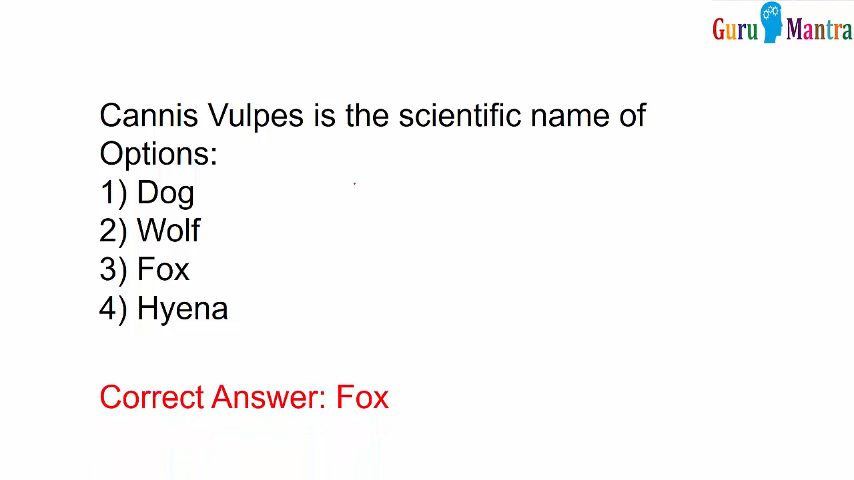 Guru Mantra
Cannis Vulpes is the scientific name of
Options:
1) Dog
2) Wolf
3) Fox
4) Hyena
Correct Answer: Fox